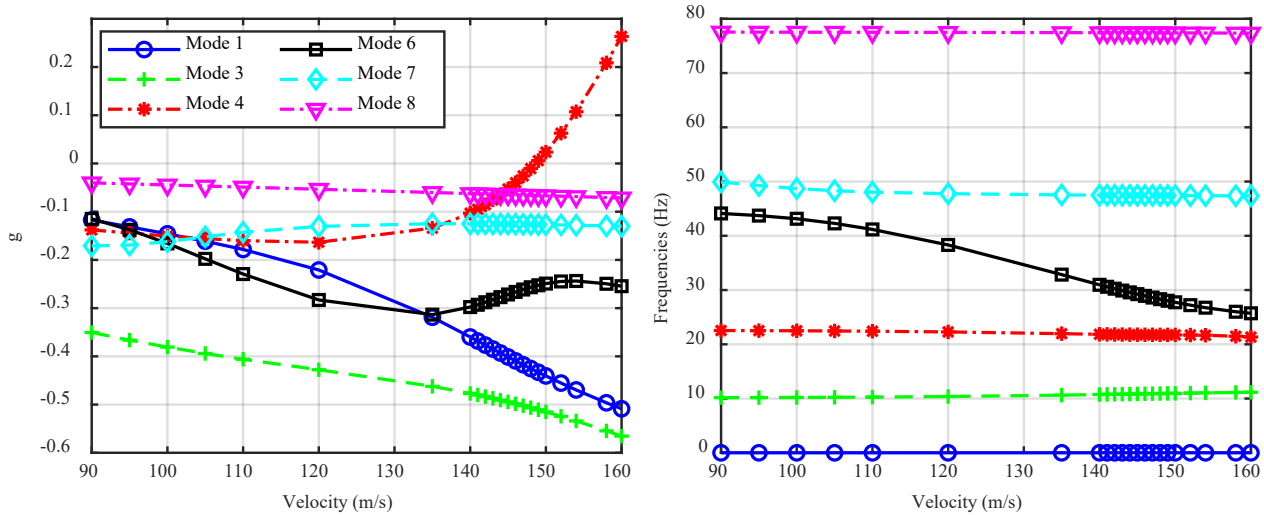 0.2
0.1
0
-0.1
-0.2
-0.3
-0.4
-0.5
-0.6
g
Mode 1
Mode 3
Mode 4
Mode 6
Mode 7
Mode 8
90 100 110 120 130 140 150 160
Velocity (m/s)
80
70
60
50
40
30
20
10
0
Frequencies (Hz)
90 100 110 120 130 140 150 160
Velocity (m/s)